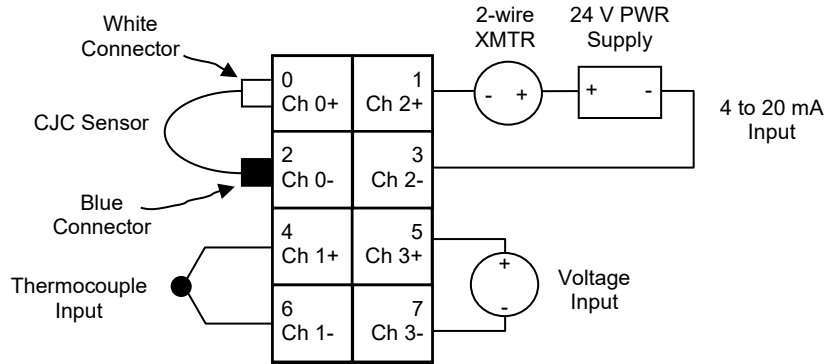 White
Connector
2-wire
XMTR
24 V PWR
Supply
0
Ch 0+
1
Ch 2+
- +
+ -
4 to 20 mA
Input
CJC Sensor
2
Ch 0-
3
Ch 2-
Blue
Connector
4
Ch 1+
5
Ch 3+
+
-
Voltage
Input
Thermocouple
Input
6
Ch 1-
7
Ch 3-